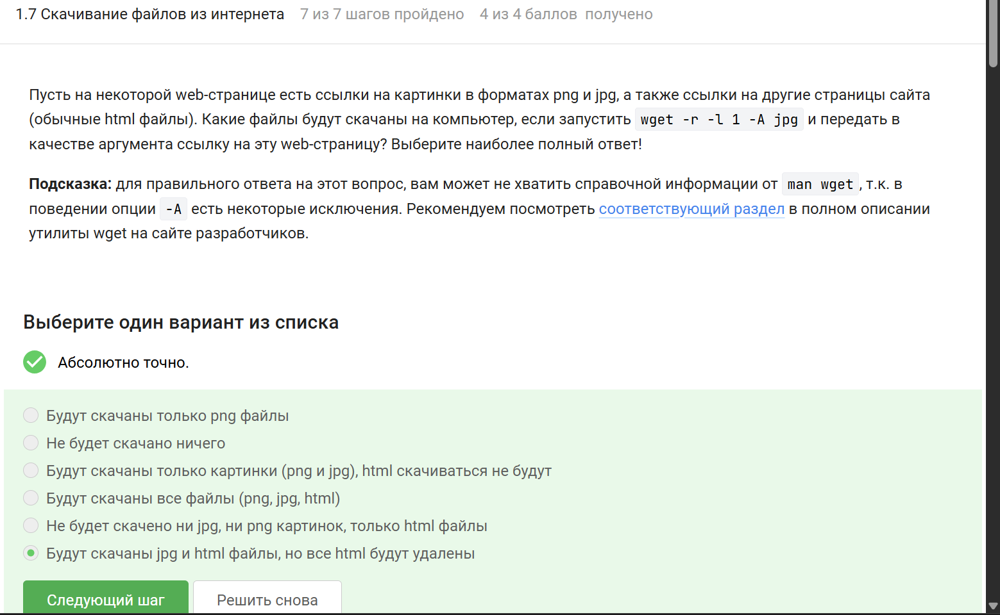 1.7 Скачивание файлов из интернета 7 из 7 шагов пройдено 4 из 4 баллов получено
Пусть на некоторой web-странице есть ссылки на картинки в форматах png и jpg, а также ссылки на другие страницы сайта
(обычные html файлы). Какие файлы будут скачаны на компьютер, если запустить wget -r -l 1 -A jpg и передать в
качестве аргумента ссылку на эту web-страницу? Выберите наиболее полный ответ!
Подсказка: для правильного ответа на этот вопрос, вам может не хватить справочной информации от man wget, т.к. в
поведении опции -A есть некоторые исключения. Рекомендуем посмотреть соответствующий раздел в полном описании
утилиты wget на сайте разработчиков.
Выберите один вариант из списка
Абсолютно точно.
Будут скачаны только png файлы
Не будет скачано ничего
Будут скачаны только картинки (png и jpg), html скачиваться не будут
Будут скачаны все файлы (png, jpg, html)
Не будет скачено ни jpg, ни png картинок, только html файлы
Будут скачаны jpg и html файлы, но все html будут удалены
Следующий шаг Решить снова